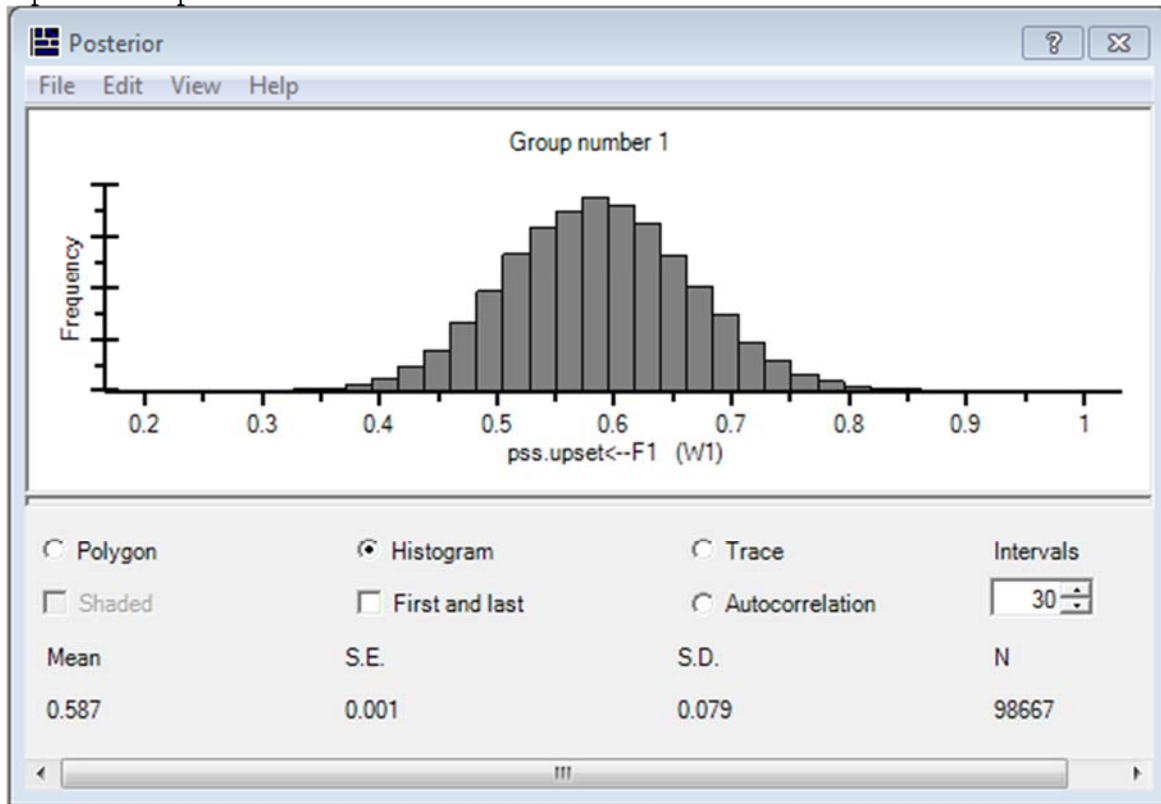 Posterior
File Edit View Help
Group number 1
Frequency
0.2 0.3 0.4 0.5 0.6 0.7 0.8 0.9 1
pss.upset<--F1 (W1)
Polygon Histogram Trace Intervals
Shaded First and last Autocorrelation 30
Mean S.E. S.D. N
0.587 0.001 0.079 98667